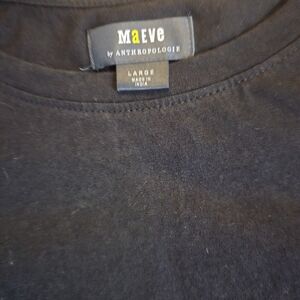 MaEve
by ANTHROPOLOGIE
LARGE
MADE IN
INDIA